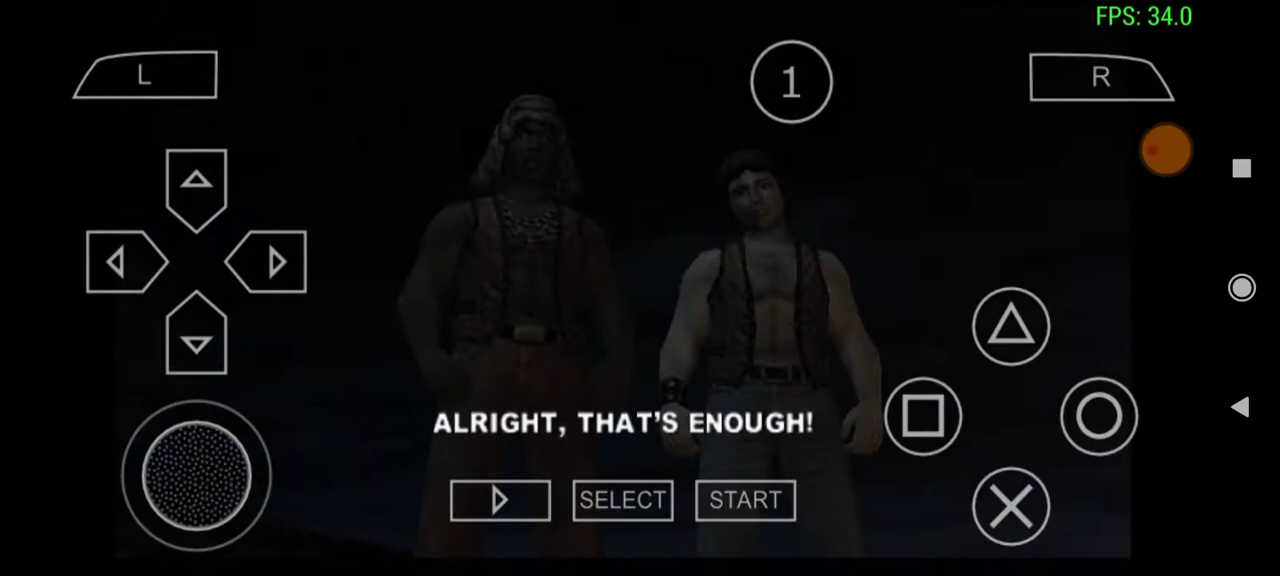 FPS: 34.0
L
1
R
ALRIGHT, THAT'S ENOUGH!
SELECT
START